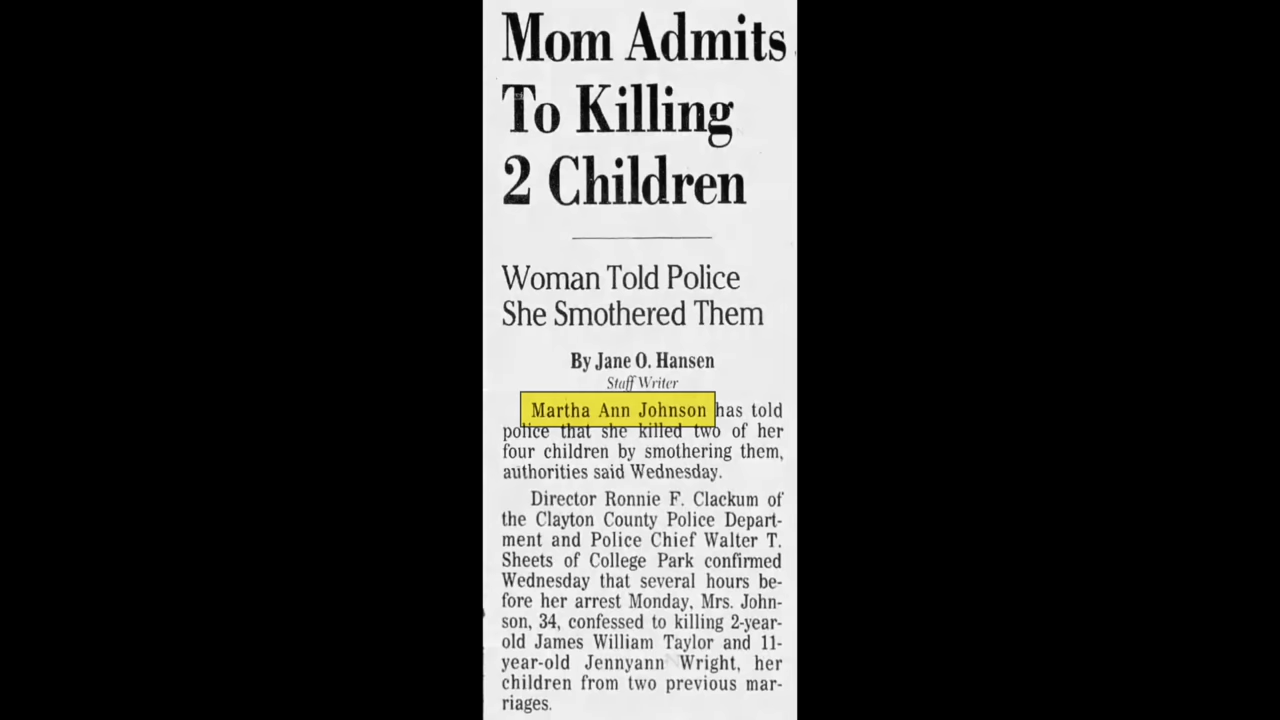 Mom Admits
To Killing
2 Children
Woman Told Police
She Smothered Them
By Jane O. Hansen
Staff Writer
Martha Ann Johnson has told
police that she killed two of her
four children by smothering them,
authorities said Wednesday.
Director Ronnie F. Clackum of
the Clayton County Police Depart-
ment and Police Chief Walter T.
Sheets of College Park confirmed
Wednesday that several hours be-
fore her arrest Monday, Mrs. John-
son, 34, confessed to killing 2-year-
old James William Taylor and 11-
year-old Jennyann Wright, her
children from two previous mar-
riages.